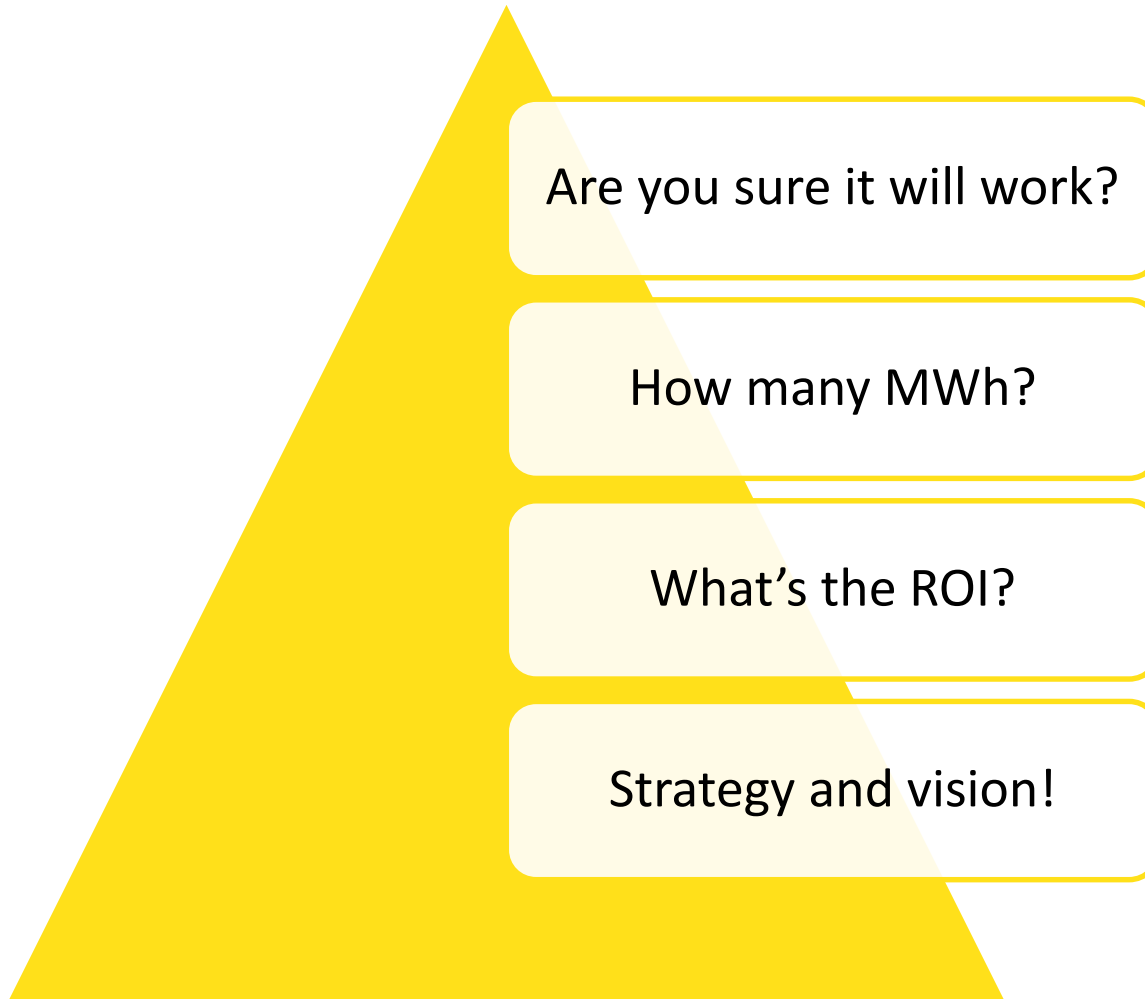 Are you sure it will work?
How many MWh?
What’s the ROI?
Strategy and vision!